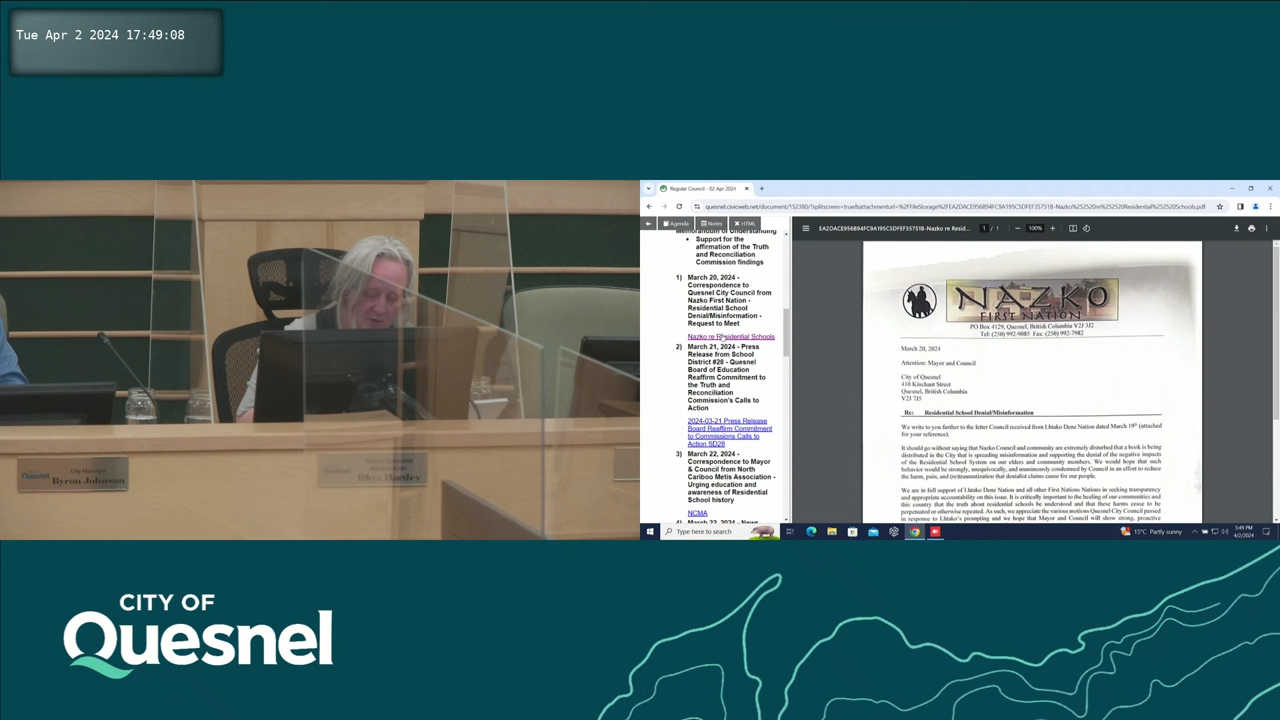 Tue Apr 2 2024 17:49:08
Regular Council - 02 Apr 2024
Agenda
Notes
HTML
Memorandum of Understanding
• Support for the
affirmation of the Truth
and Reconciliation
Commission findings
1) March 20, 2024 -
Correspondence to
Quesnel City Council from
Nazko First Nation -
Residential School
Denial/Misinformation -
Request to Meet
Nazko re Residential Schools
2) March 21, 2024 - Press
Release from School
District #28 - Quesnel
Board of Education
Reaffirm Commitment to
the Truth and
Reconciliation
Commission's Calls to
Action
2024-03-21 Press Release
Board Reaffirm Commitment
to Commissions Calls to
Action SD28
3) March 22, 2024 -
Correspondence to Mayor
& Council from North
Cariboo Metis Association -
Urging education and
awareness of Residential
School history
NCMA
1 / 1
100%
NAZKO
FIRST NATION
PO Box 4129, Quesnel, British Columbia V2J 3J2
Tel: (250) 992-9085 Fax: (250) 992-7982
March 20, 2024
Attention: Mayor and Council
City of Quesnel
410 Kinchant Street
Quesnel, British Columbia
V2J 7J5
Re: Residential School Denial/Misinformation
We write to you further to the letter Council received from Lhtako Dene Nation dated March 19th (attached
for your reference).
It should go without saying that Nazko Council and community are extremely disturbed that a book is being
distributed in the City that is spreading misinformation and supporting the denial of the negative impacts
of the Residential School System on our elders and community members. We would hope that such
behavior would be strongly, unequivocally, and unanimously condemned by Council in an effort to reduce
the harm, pain, and (re)traumatization that denialist claims cause for our people.
We are in full support of Lhtako Dene Nation and all other First Nations Nations in seeking transparency
and appropriate accountability on this issue. It is critically important to the healing of our communities and
this country that the truth about residential schools be understood and that these harms cease to be
perpetuated or otherwise repeated. As such, we appreciate the various motions Quesnel City Council passed
in response to Lhtako's prompting and we hope that Mayor and Council will show strong, proactive
Type here to search
15°C Partly sunny
5:49 PM
4/2/2024
Quesnel
City Manager
Byron Johnson
CITY OF
Quesnel